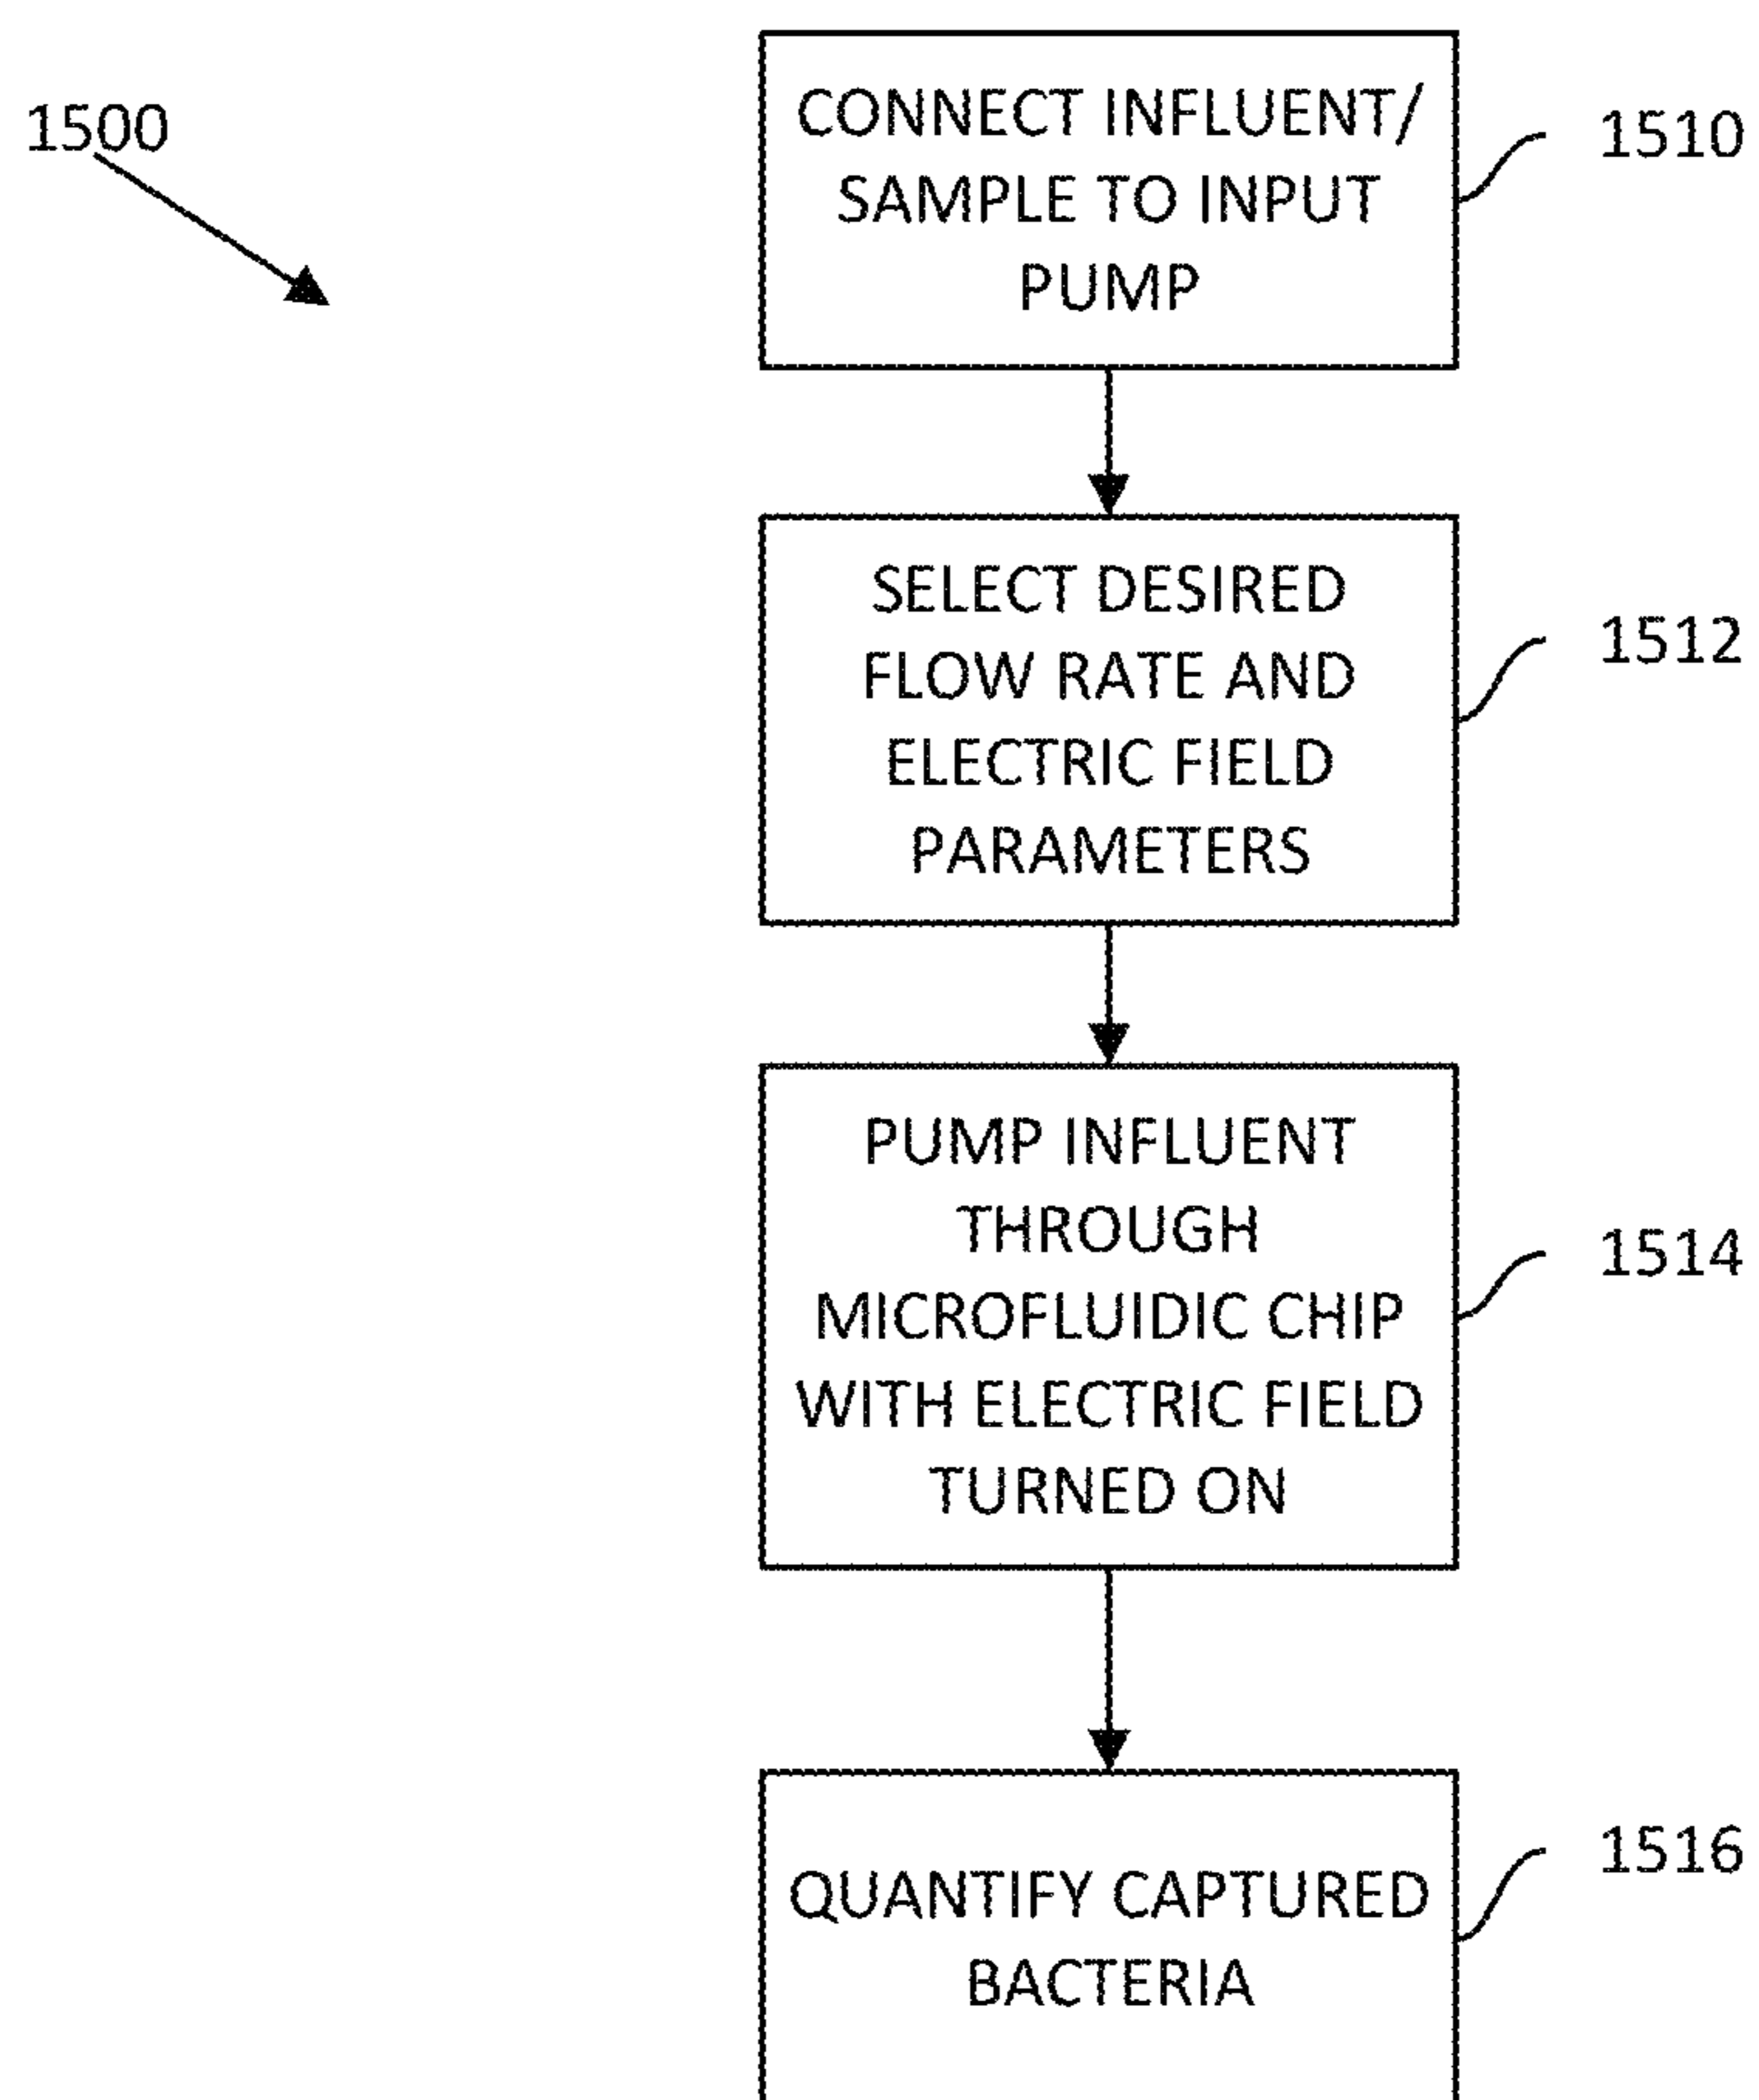 1500
CONNECT INFLUENT/
SAMPLE TO INPUT
PUMP
1510
SELECT DESIRED
FLOW RATE AND
ELECTRIC FIELD
PARAMETERS
1512
PUMP INFLUENT
THROUGH
MICROFLUIDIC CHIP
WITH ELECTRIC FIELD
TURNED ON
1514
QUANTIFY CAPTURED
BACTERIA
1516